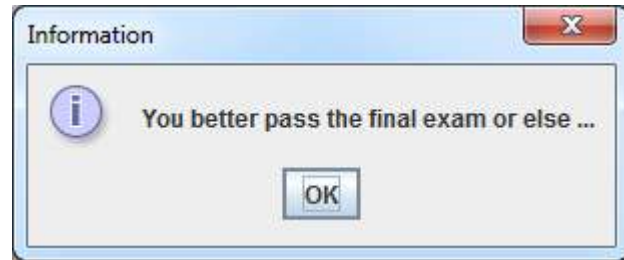 Information
You better pass the final exam or else ...
OK